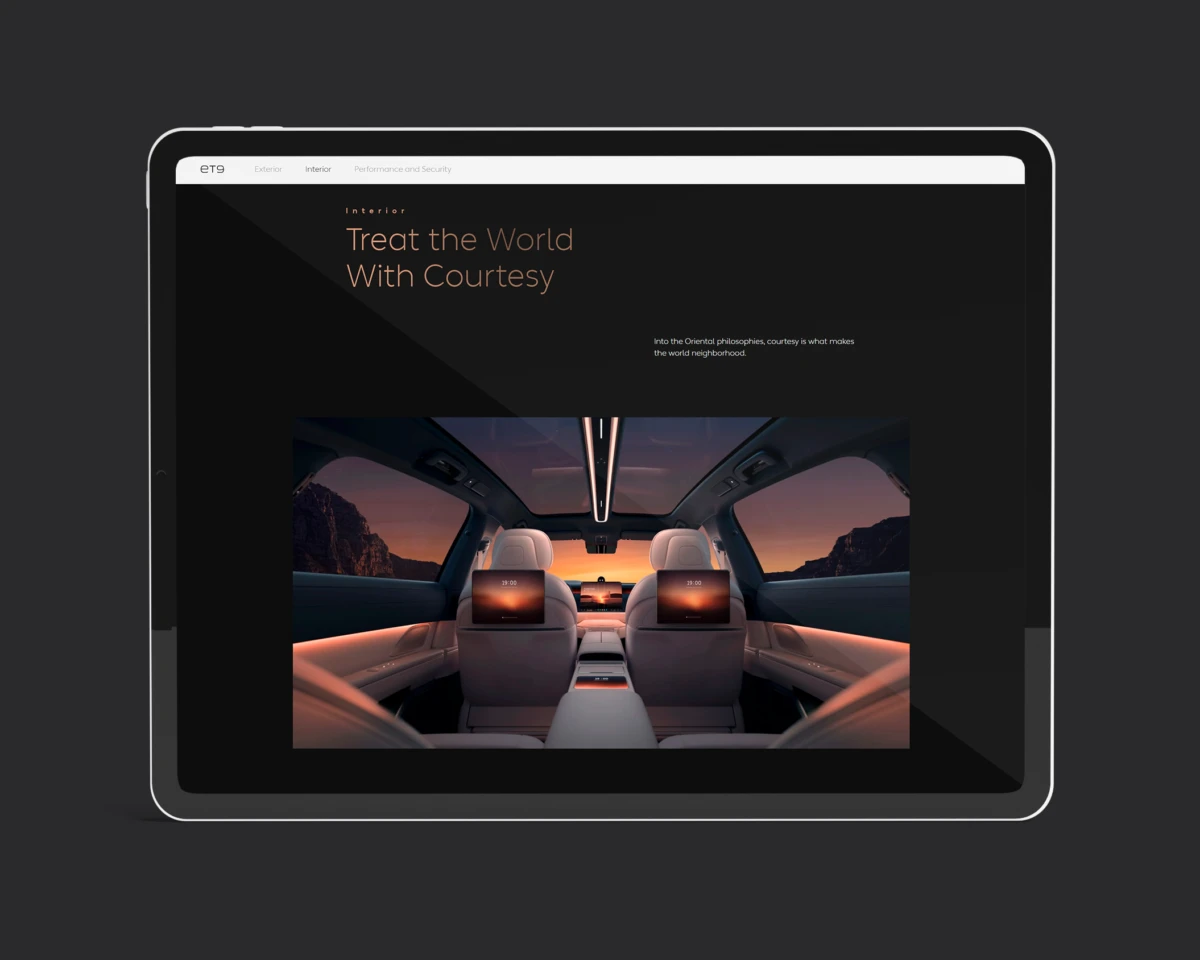 ET9 Exterior Interior Performance and Security
Interior
Treat the World
With Courtesy
Into the Oriental philosophies, courtesy is what makes
the world neighborhood.
19:00
19:00